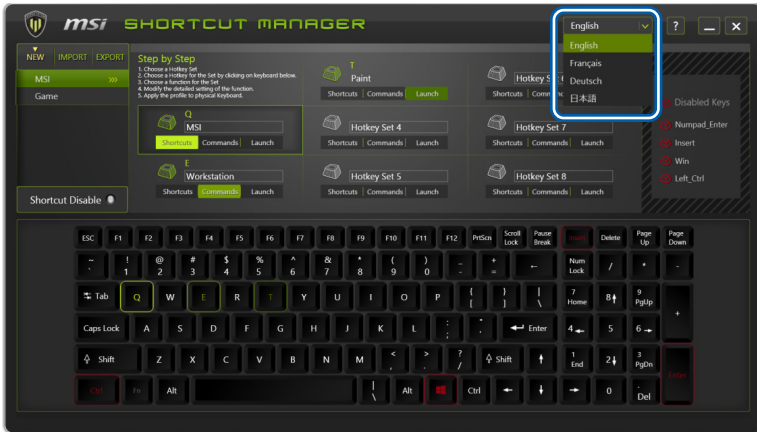 msi SHORTCUT MANAGER
English
?
English
Français
Deutsch
日本語
NEW IMPORT EXPORT
MSI
Game
Shortcut Disable
Step by Step
1. Choose a Hotkey Set
2. Choose a Hotkey for the Set by clicking on keyboard below.
3. Choose a function for the Set
4. Modify the detailed setting of the function.
5. Apply the profile to physical Keyboard.
T
Paint
Shortcuts Commands Launch
Hotkey S
Shortcuts Comm
Q
MSI
Shortcuts Commands Launch
Hotkey Set 4
Shortcuts Commands Launch
Hotkey Set 7
Shortcuts Commands Launch
E
Workstation
Shortcuts Commands Launch
Hotkey Set 5
Shortcuts Commands Launch
Hotkey Set 8
Shortcuts Commands Launch
Disabled Keys
Numpad_Enter
Insert
Win
Left_Ctrl
ESC F1 F2 F3 F4 F5 F6 F7 F8 F9 F10 F11 F12 PrtScn Scroll Lock Pause Break Insert Delete Page Up Page Down
~ ! @ # $ % ^ & * ( ) _ +
` 1 2 3 4 5 6 7 8 9 0 - = ← Num Lock / * -
Tab Q W E R T Y U I O P { [ } ] | \ 7 Home 8 9 PgUp +
Caps Lock A S D F G H J K L : ; " ' Enter 4 5 6
Shift Z X C V B N M < , > . ? / Shift 1 End 2 3 PgDn Enter
Ctrl Fn Alt | \ Alt Ctrl 0 . Del